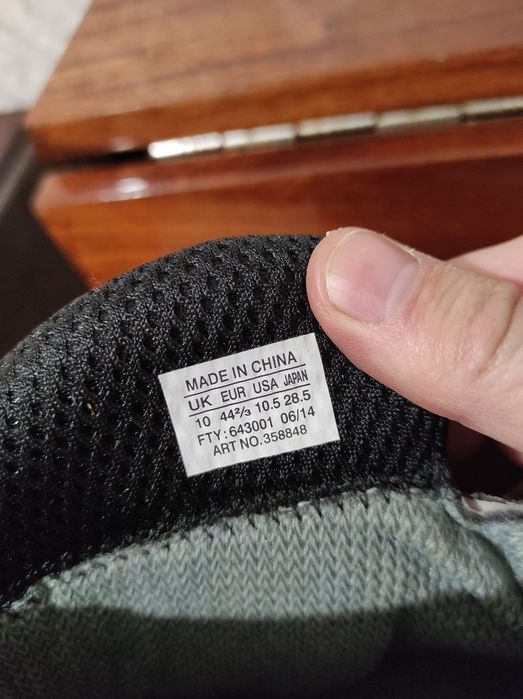 MADE IN CHINA
UK EUR USA JAPAN
10 44²/₃ 10.5 28.5
FTY: 643001 06/14
ART NO.358848